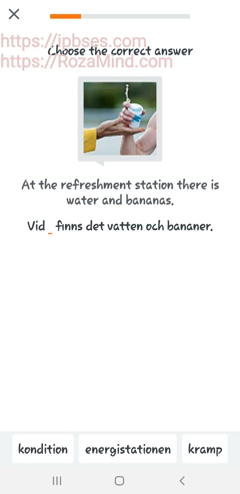 https://ipbses.com
https://RozaMind.com
Choose the correct answer
At the refreshment station there is
water and bananas.
Vid _ finns det vatten och bananer.
kondition
energistationen
kramp